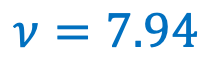 ν = 7.94